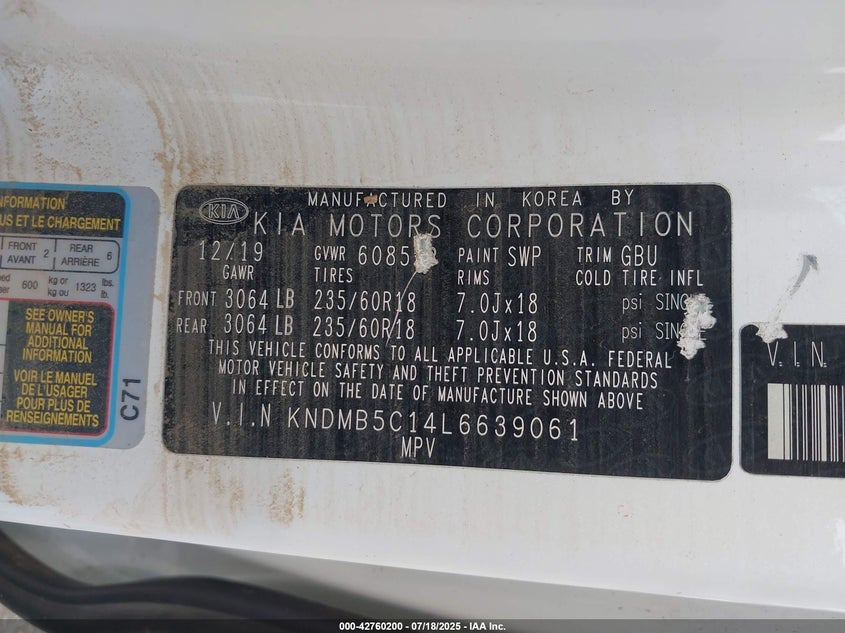 INFORMATION
US ET LE CHARGEMENT
FRONT AVANT 2 REAR ARRIÈRE 6
600 kg or kg ou 1323 lbs. lb.
SEE OWNER'S
MANUAL FOR
ADDITIONAL
INFORMATION
VOIR LE MANUEL
DE L'USAGER
POUR PLUS DE
RENSEIGNEMENTS
C71
MANUFACTURED IN KOREA BY
KIA KIA MOTORS CORPORATION
12/19 GVWR 6085 PAINT SWP TRIM GBU
GAWR TIRES RIMS COLD TIRE INFL
FRONT 3064 LB 235/60R18 7.0Jx18 psi
REAR 3064 LB 235/60R18 7.0Jx18 psi
THIS VEHICLE CONFORMS TO ALL APPLICABLE U.S.A. FEDERAL
MOTOR VEHICLE SAFETY AND THEFT PREVENTION STANDARDS
IN EFFECT ON THE DATE OF MANUFACTURE SHOWN ABOVE
V.I.N KNDMB5C14L6639061
MPV
V.I.N.
000-42760200 - 07/18/2025 - IAA Inc.